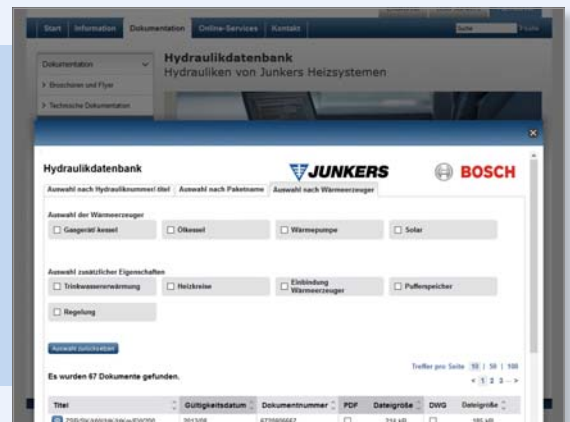 Start Information Dokumentation Online-Services Kontakt Suche
Dokumentation
Hydraulikdatenbank
Hydrauliken von Junkers Heizsystemen
> Broschüren und Flyer
> Technische Dokumentation
Hydraulikdatenbank
JUNKERS
BOSCH
Auswahl nach Hydrauliknummer/-titel Auswahl nach Paketname Auswahl nach Wärmeerzeuger
Auswahl der Wärmeerzeuger
Gasgerät/-kessel Ölkessel Wärmepumpe Solar
Auswahl zusätzlicher Eigenschaften
Trinkwassererwärmung Heizkreise Einbindung Wärmeerzeuger Pufferspeicher
Regelung
Auswahl zurücksetzen
Treffer pro Seite 10 | 50 | 100
Es wurden 67 Dokumente gefunden.
< 1 2 3 ... >
Titel Gültigkeitsdatum Dokumentnummer PDF Dateigröße DWG Dateigröße